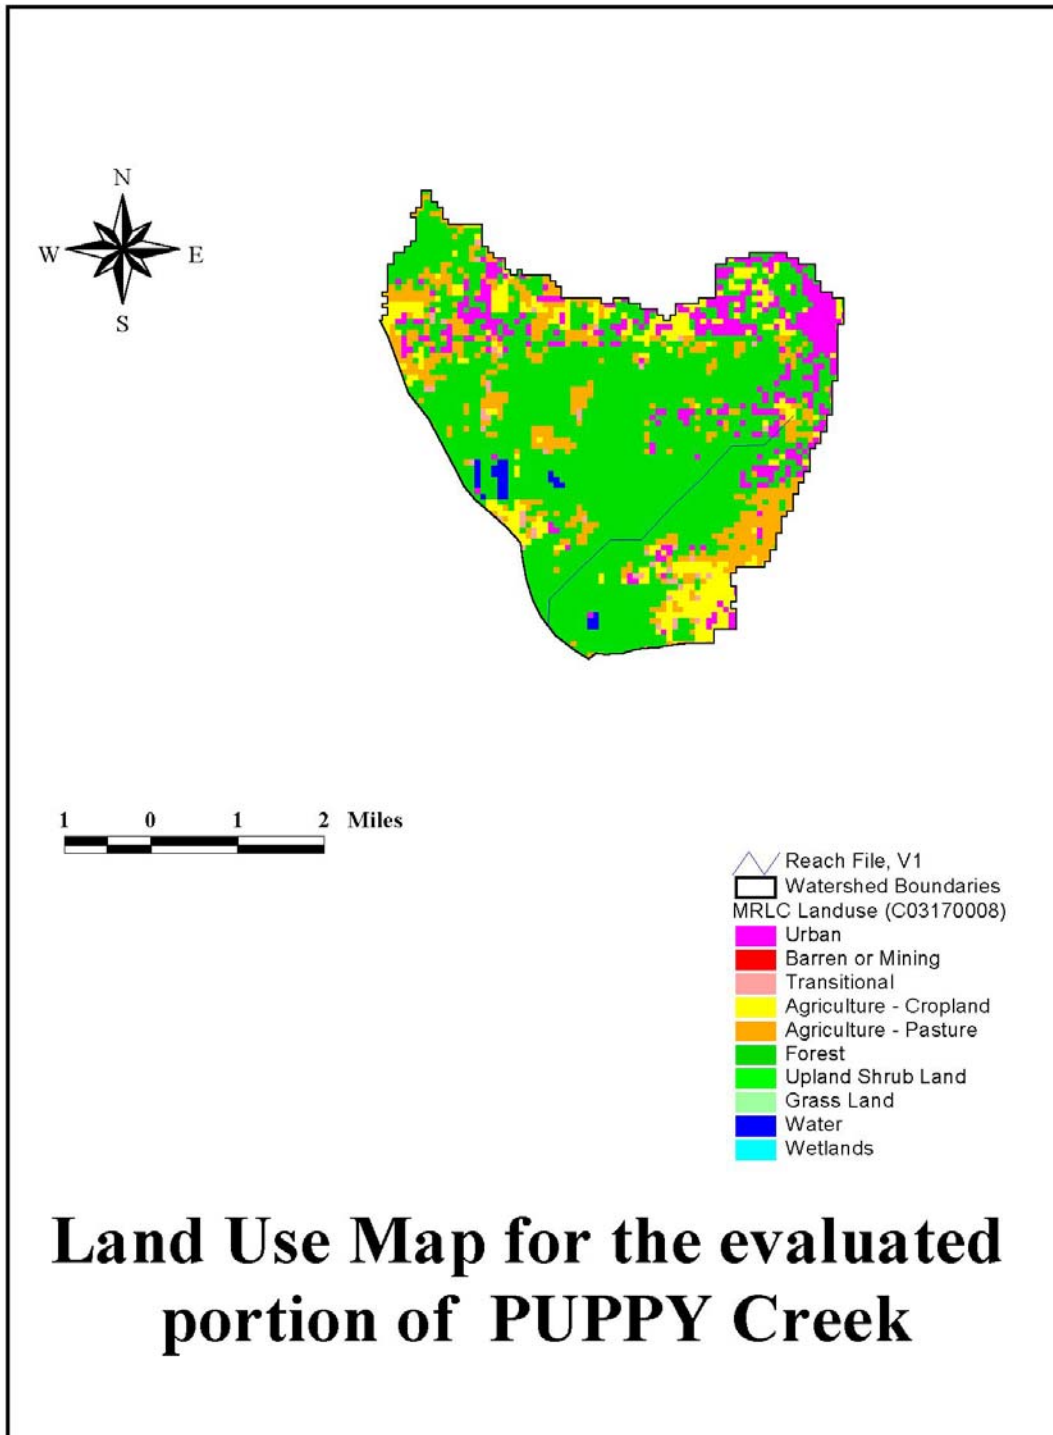 N
W E
S
1 0 1 2 Miles
Reach File, V1
Watershed Boundaries
MRLC Landuse (C03170008)
Urban
Barren or Mining
Transitional
Agriculture - Cropland
Agriculture - Pasture
Forest
Upland Shrub Land
Grass Land
Water
Wetlands
Land Use Map for the evaluated
portion of PUPPY Creek